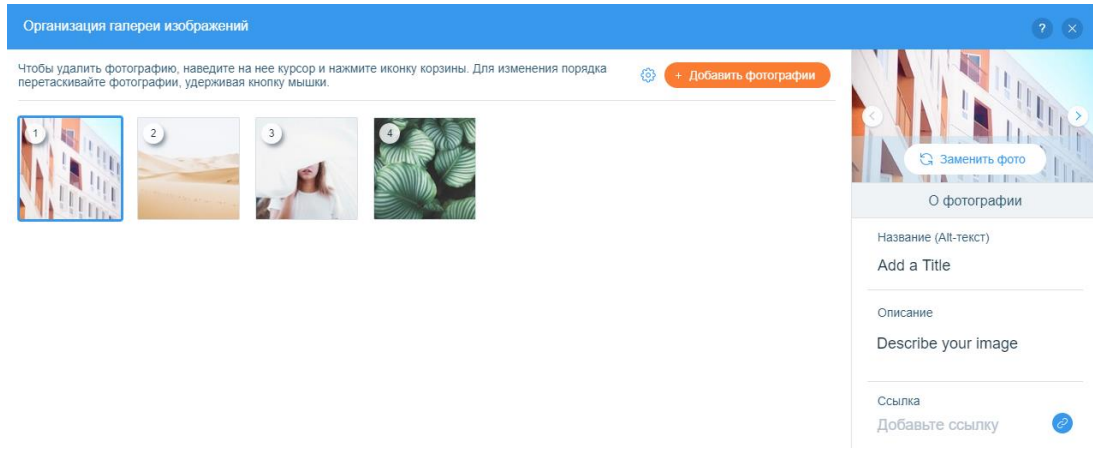 Организация галереи изображений
?
Чтобы удалить фотографию, наведите на нее курсор и нажмите иконку корзины. Для изменения порядка
перетаскивайте фотографии, удерживая кнопку мышки.
+ Добавить фотографии
1
2
3
4
Заменить фото
О фотографии
Название (Alt-текст)
Add a Title
Описание
Describe your image
Ссылка
Добавьте ссылку